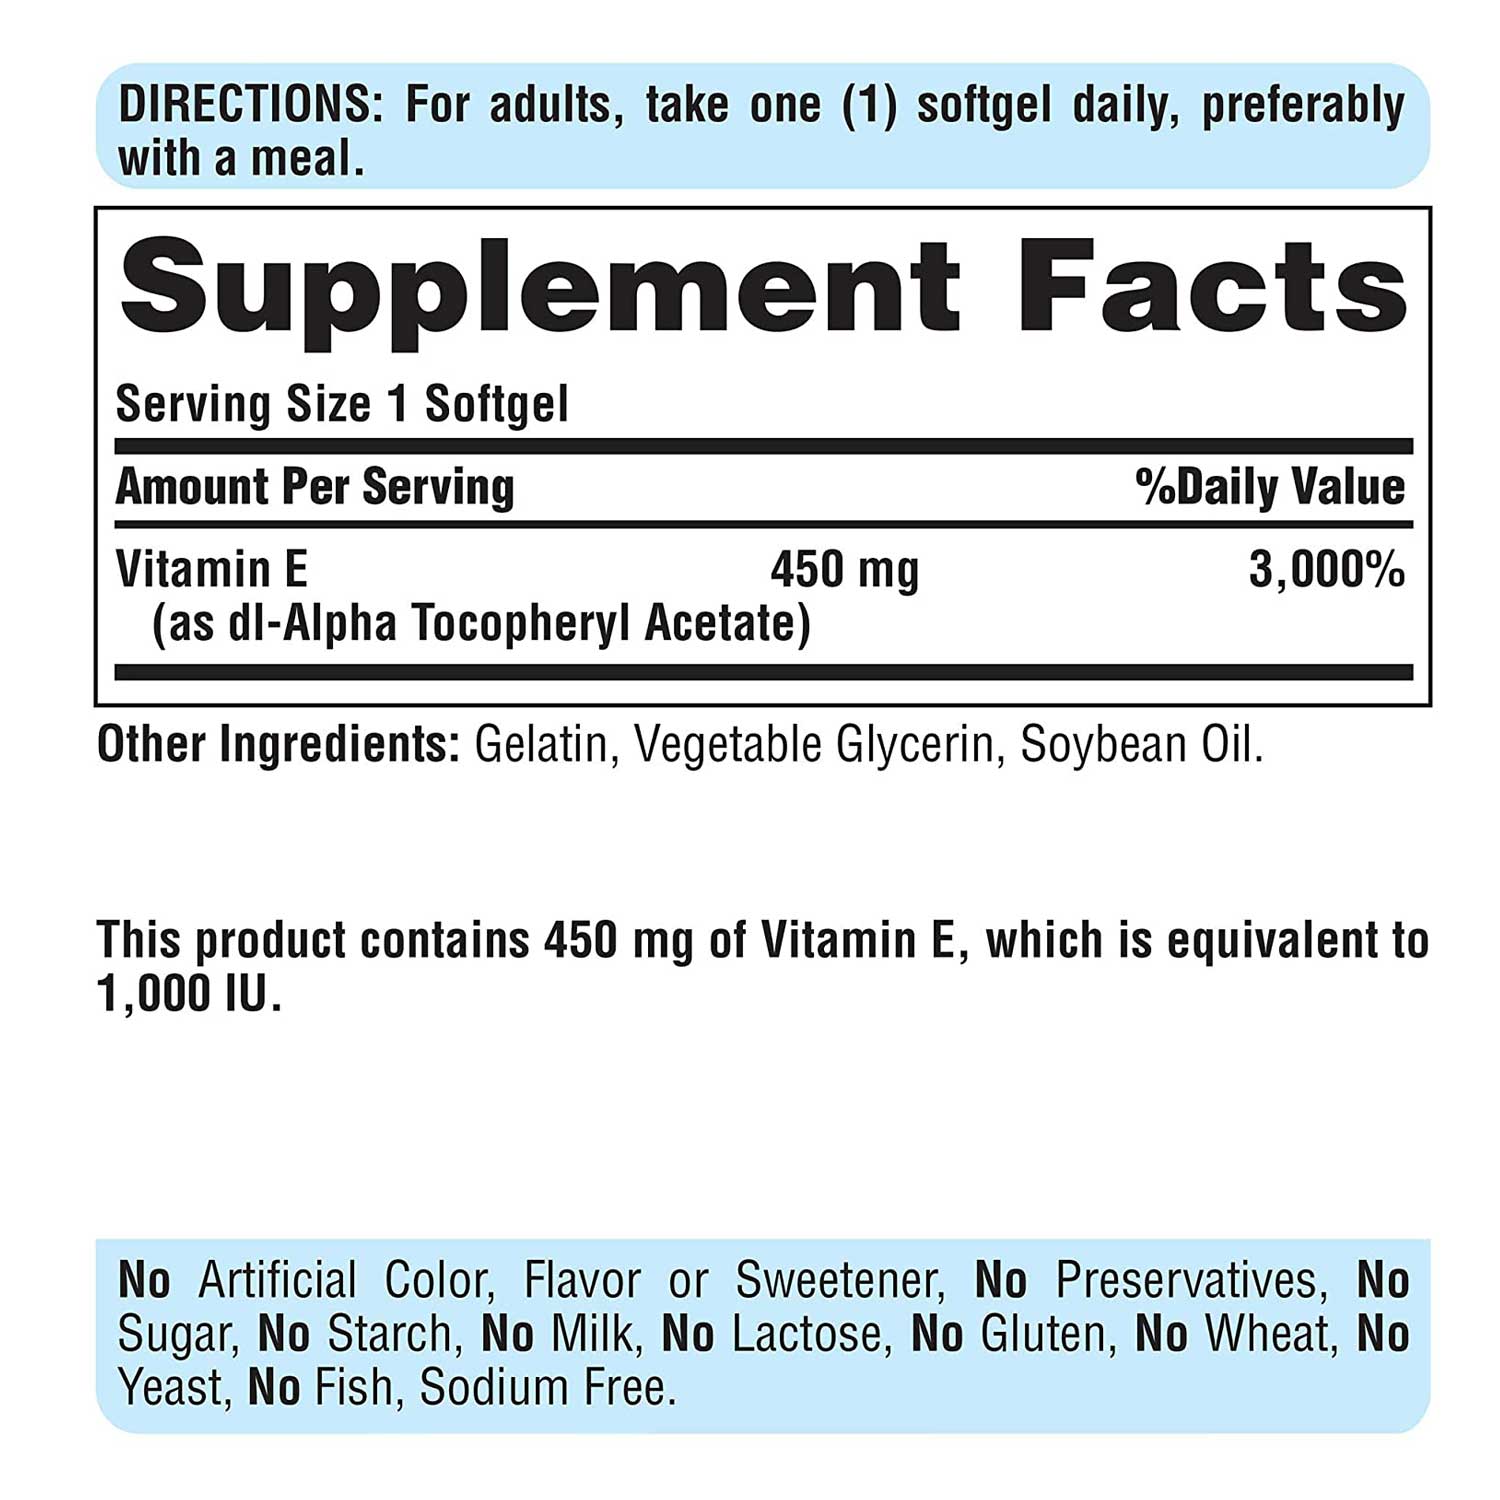 DIRECTIONS: For adults, take one (1) softgel daily, preferably
with a meal.
Supplement Facts
Serving Size 1 Softgel
Amount Per Serving %Daily Value
Vitamin E 450 mg 3,000%
(as dl-Alpha Tocopheryl Acetate)
Other Ingredients: Gelatin, Vegetable Glycerin, Soybean Oil.
This product contains 450 mg of Vitamin E, which is equivalent to
1,000 IU.
No Artificial Color, Flavor or Sweetener, No Preservatives, No
Sugar, No Starch, No Milk, No Lactose, No Gluten, No Wheat, No
Yeast, No Fish, Sodium Free.